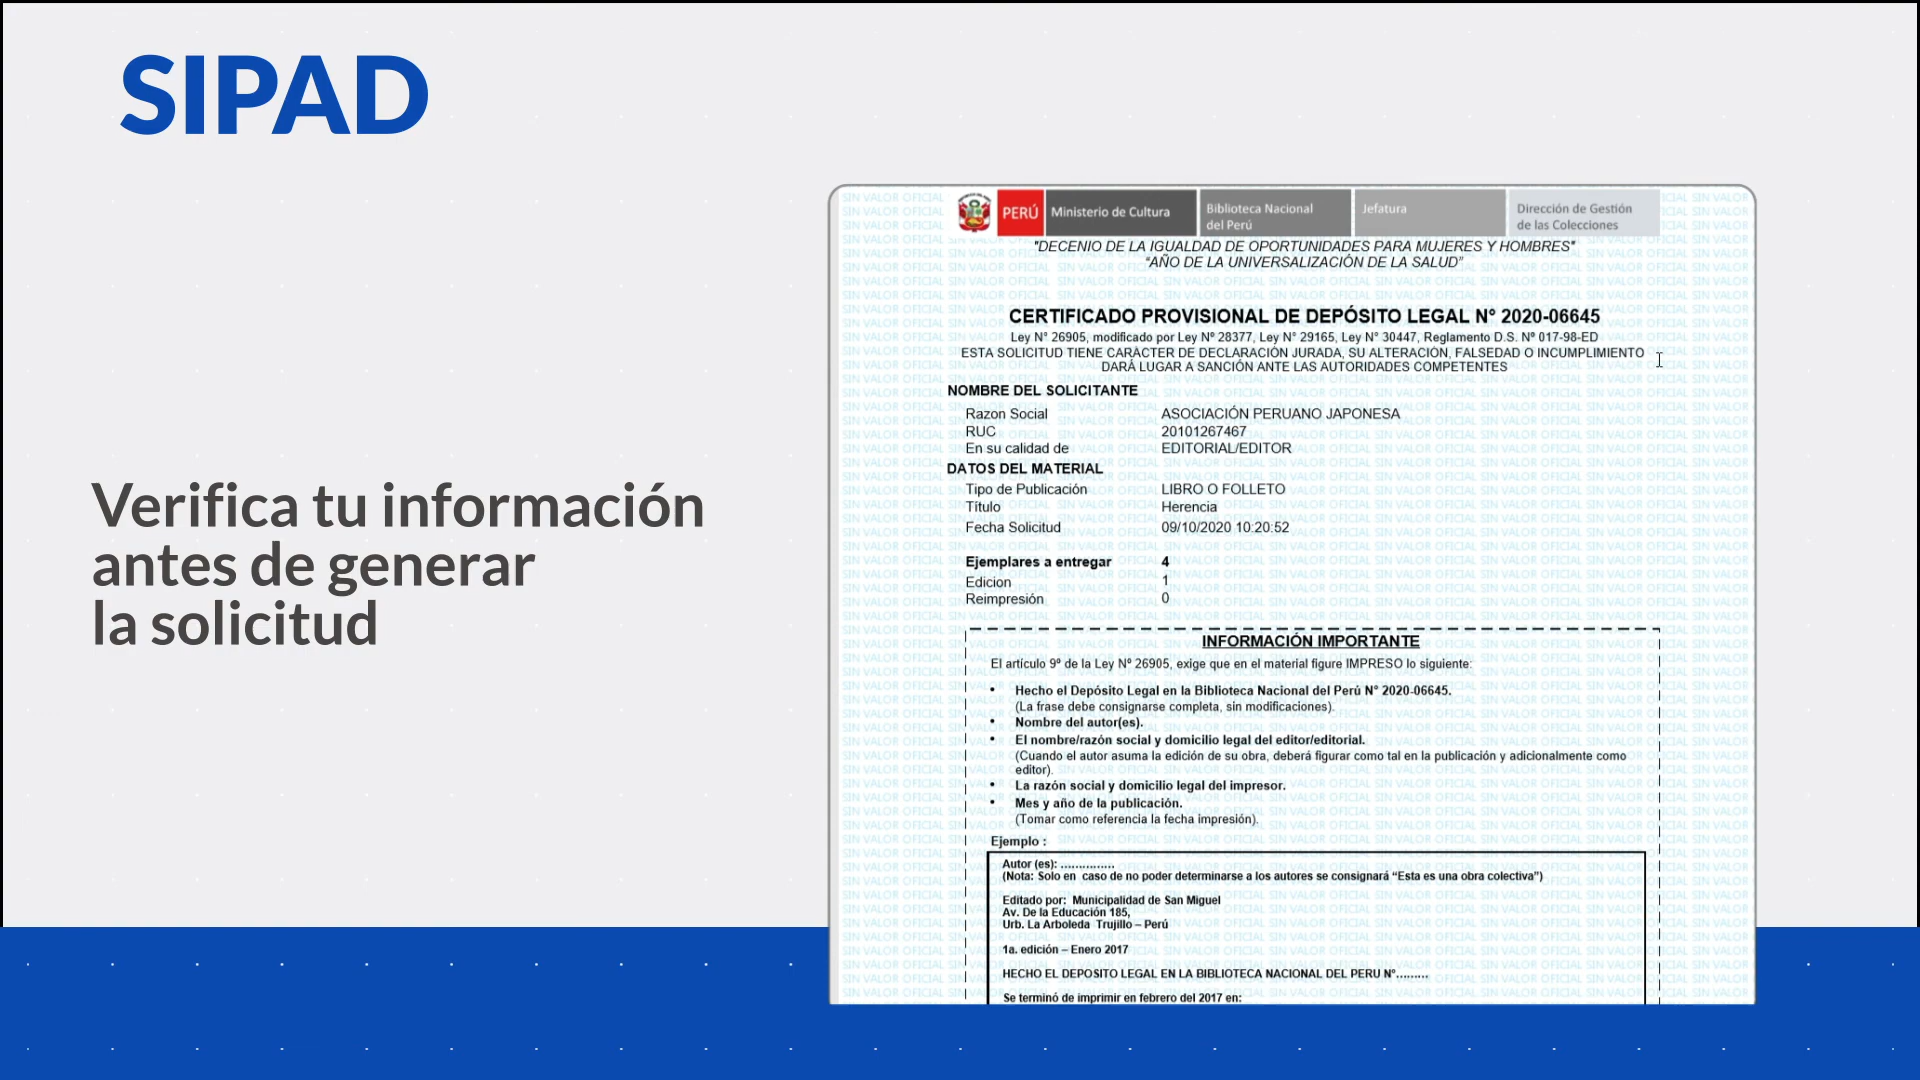 SIPAD
Verifica tu información
antes de generar
la solicitud
PERÚ
Ministerio de Cultura
Biblioteca Nacional
del Perú
Jefatura
Dirección de Gestión
de las Colecciones
"DECENIO DE LA IGUALDAD DE OPORTUNIDADES PARA MUJERES Y HOMBRES"
"AÑO DE LA UNIVERSALIZACIÓN DE LA SALUD"
CERTIFICADO PROVISIONAL DE DEPÓSITO LEGAL N° 2020-06645
Ley N° 26905, modificado por Ley Nº 28377, Ley N° 29165, Ley N° 30447, Reglamento D.S. Nº 017-98-ED
ESTA SOLICITUD TIENE CARÁCTER DE DECLARACIÓN JURADA, SU ALTERACIÓN, FALSEDAD O INCUMPLIMIENTO
DARÁ LUGAR A SANCIÓN ANTE LAS AUTORIDADES COMPETENTES
NOMBRE DEL SOLICITANTE
Razon Social ASOCIACIÓN PERUANO JAPONESA
RUC 20101267467
En su calidad de EDITORIAL/EDITOR
DATOS DEL MATERIAL
Tipo de Publicación LIBRO O FOLLETO
Título Herencia
Fecha Solicitud 09/10/2020 10:20:52
Ejemplares a entregar 4
Edicion 1
Reimpresión 0
INFORMACIÓN IMPORTANTE
El artículo 9º de la Ley Nº 26905, exige que en el material figure IMPRESO lo siguiente:
• Hecho el Depósito Legal en la Biblioteca Nacional del Perú N° 2020-06645.
(La frase debe consignarse completa, sin modificaciones).
• Nombre del autor(es).
• El nombre/razón social y domicilio legal del editor/editorial.
(Cuando el autor asuma la edición de su obra, deberá figurar como tal en la publicación y adicionalmente como
editor).
• La razón social y domicilio legal del impresor.
• Mes y año de la publicación.
(Tomar como referencia la fecha impresión).
Ejemplo :
Autor (es): ...............
(Nota: Solo en caso de no poder determinarse a los autores se consignará “Esta es una obra colectiva”)
Editado por: Municipalidad de San Miguel
Av. De la Educación 185,
Urb. La Arboleda Trujillo – Perú
1a. edición – Enero 2017
HECHO EL DEPOSITO LEGAL EN LA BIBLIOTECA NACIONAL DEL PERU N°.........
Se terminó de imprimir en febrero del 2017 en:
SIN VALOR OFICIAL